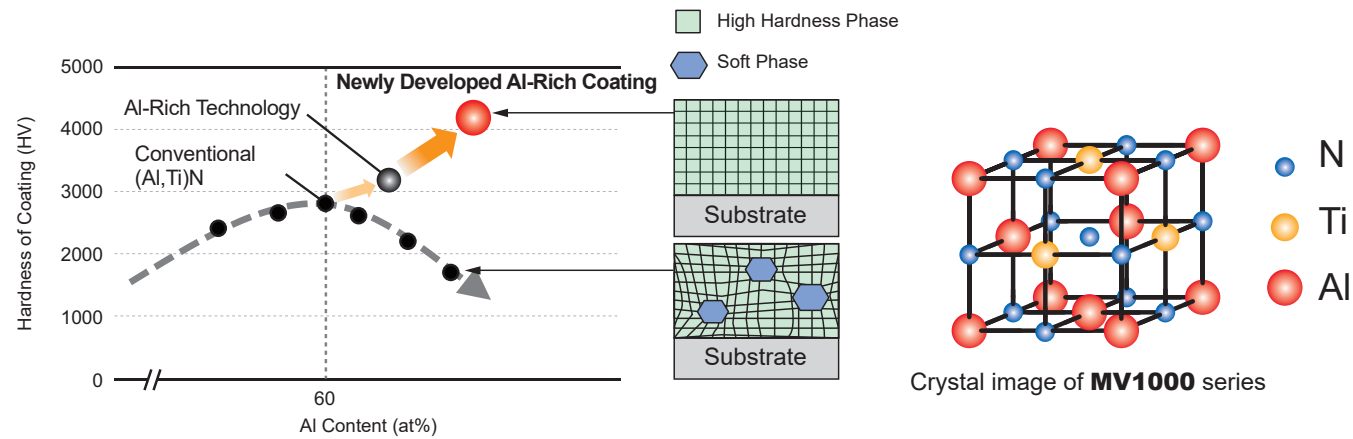 High Hardness Phase
Soft Phase
Hardness of Coating (HV)
5000
4000
3000
2000
1000
0
Newly Developed Al-Rich Coating
Al-Rich Technology
Conventional
(Al,Ti)N
60
Al Content (at%)
Substrate
Substrate
N
Ti
Al
Crystal image of MV1000 series